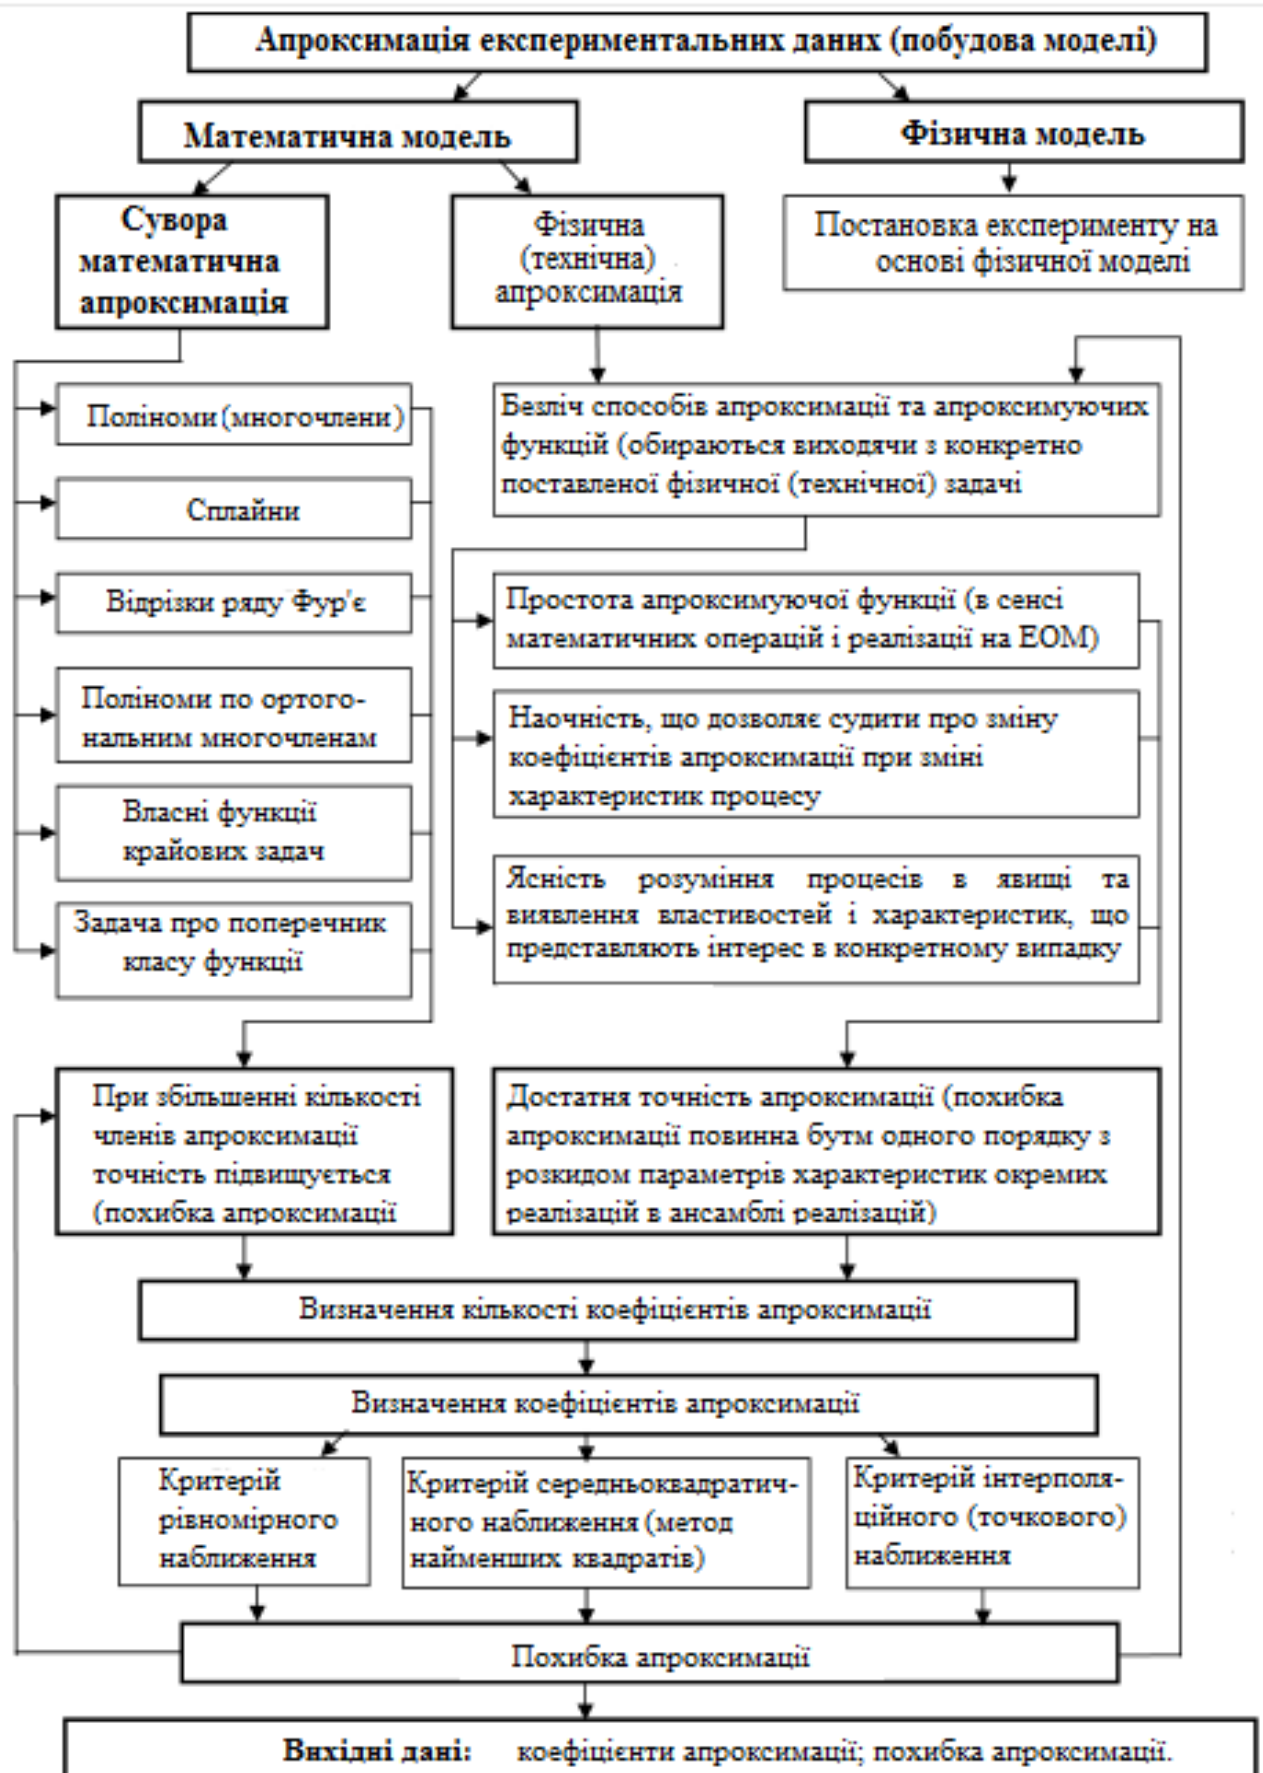 Апроксимація експериментальних даних (побудова моделі)
Математична модель
Фізична модель
Сувора
математична
апроксимація
Фізична
(технічна)
апроксимація
Постановка експерименту на
основі фізичної моделі
Поліноми (многочлени)
Сплайни
Відрізки ряду Фур'є
Поліноми по ортого-
нальним многочленам
Власні функції
крайових задач
Задача про поперечник
класу функції
Безліч способів апроксимації та апроксимуючих
функцій (обираються виходячи з конкретно
поставленої фізичної (технічної) задачі
Простота апроксимуючої функції (в сенсі
математичних операцій і реалізації на ЕОМ)
Наочність, що дозволяє судити про зміну
коефіцієнтів апроксимації при зміні
характеристик процесу
Ясність розуміння процесів в явищі та
виявлення властивостей і характеристик, що
представляють інтерес в конкретному випадку
При збільшенні кількості
членів апроксимації
точність підвищується
(похибка апроксимації
Достатня точність апроксимації (похибка
апроксимації повинна бутм одного порядку з
розкидом параметрів характеристик окремих
реалізацій в ансамблі реалізацій)
Визначення кількості коефіцієнтів апроксимації
Визначення коефіцієнтів апроксимації
Критерій
рівномірного
наближення
Критерій середньоквадратич-
ного наближення (метод
найменших квадратів)
Критерій інтерполя-
ційного (точкового)
наближення
Похибка апроксимації
Вихідні дані: коефіцієнти апроксимації; похибка апроксимації.